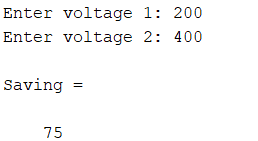 Enter voltage 1: 200
Enter voltage 2: 400
Saving =
75